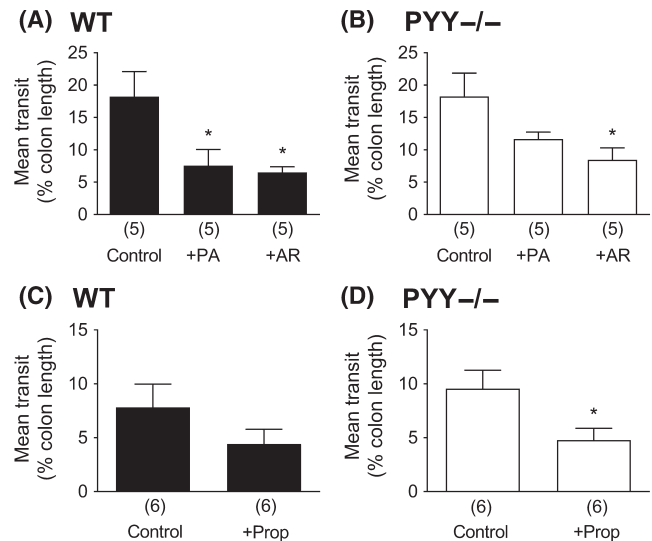 (A) WT
Mean transit
(% colon length)
25
20
15
10
5
0
*
*
(5) (5) (5)
Control +PA +AR
(B) PYY−/−
Mean transit
(% colon length)
25
20
15
10
5
0
*
(5) (5) (5)
Control +PA +AR
(C) WT
Mean transit
(% colon length)
15
10
5
0
(6) (6)
Control +Prop
(D) PYY−/−
Mean transit
(% colon length)
15
10
5
0
*
(6) (6)
Control +Prop